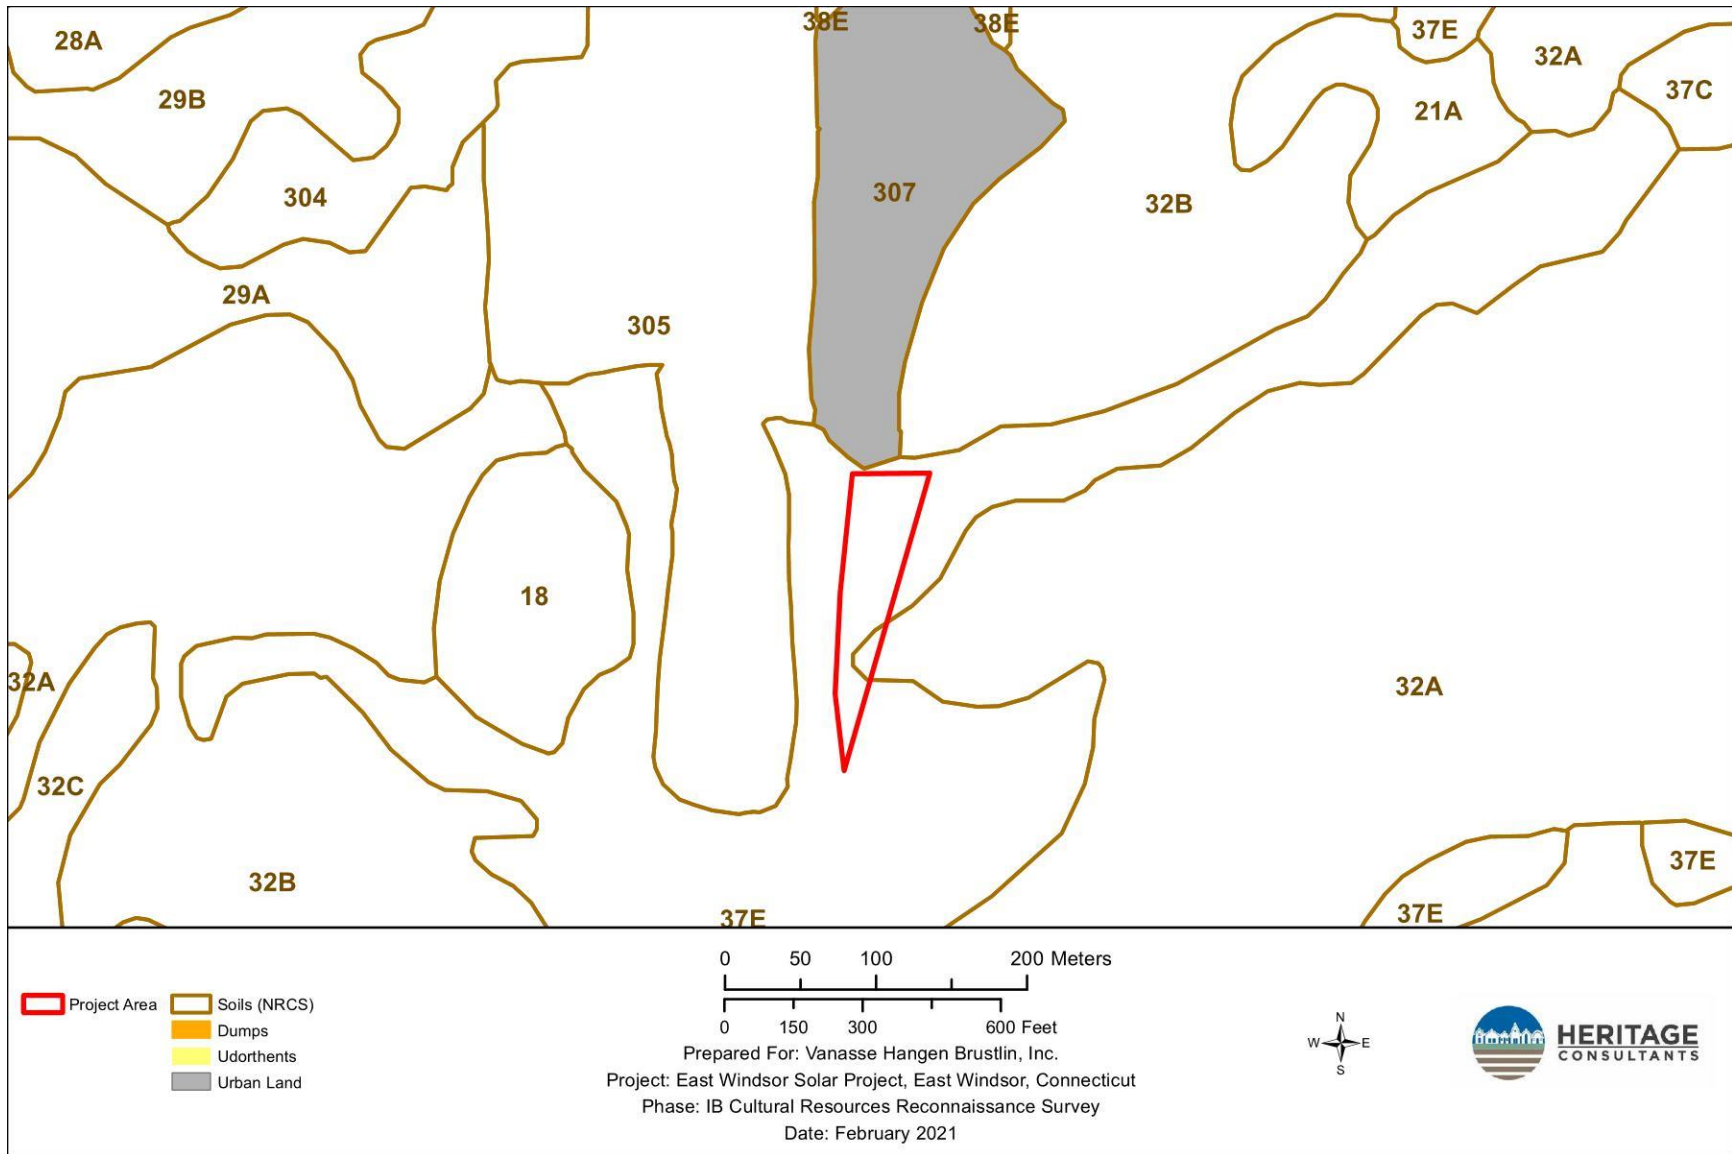 38E
38E
28A
37E
32A
37C
29B
21A
304
307
32B
29A
305
18
32A
32A
32C
32B
37E
37E
37E
0 50 100 200 Meters
0 150 300 600 Feet
Project Area
Soils (NRCS)
Dumps
Udorthents
Urban Land
Prepared For: Vanasse Hangen Brustlin, Inc.
Project: East Windsor Solar Project, East Windsor, Connecticut
Phase: IB Cultural Resources Reconnaissance Survey
Date: February 2021
N
W E
S
HERITAGE
CONSULTANTS